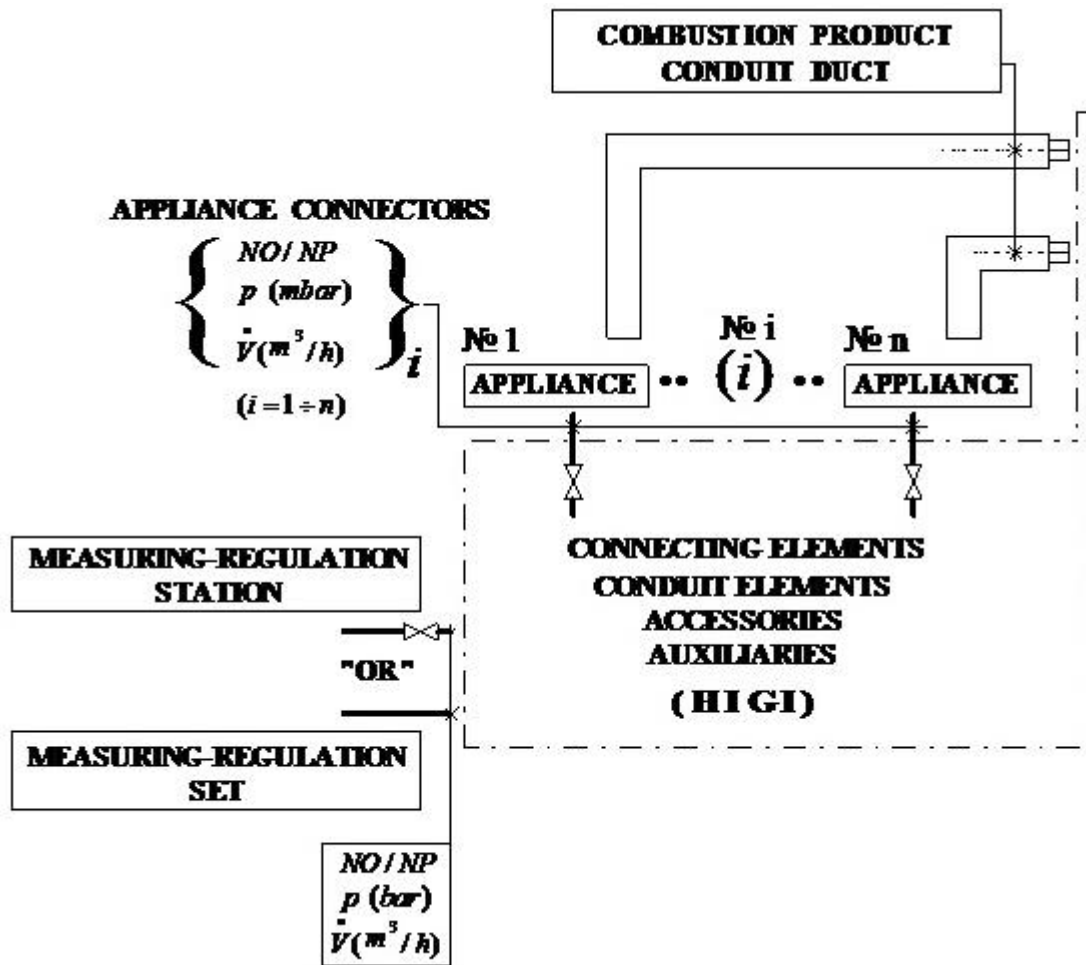 COMBUSTION PRODUCT
CONDUIT DUCT
APPLIANCE CONNECTORS
NO / NP
p (mbar)
V̇(m³/h)
i
(i=1÷n)
№ 1
№ i
№ n
APPLIANCE •• (i) •• APPLIANCE
CONNECTING ELEMENTS
CONDUIT ELEMENTS
ACCESSORIES
AUXILIARIES
(HIGI)
MEASURING-REGULATION
STATION
"OR"
MEASURING-REGULATION
SET
NO / NP
p (bar)
V̇(m³/h)